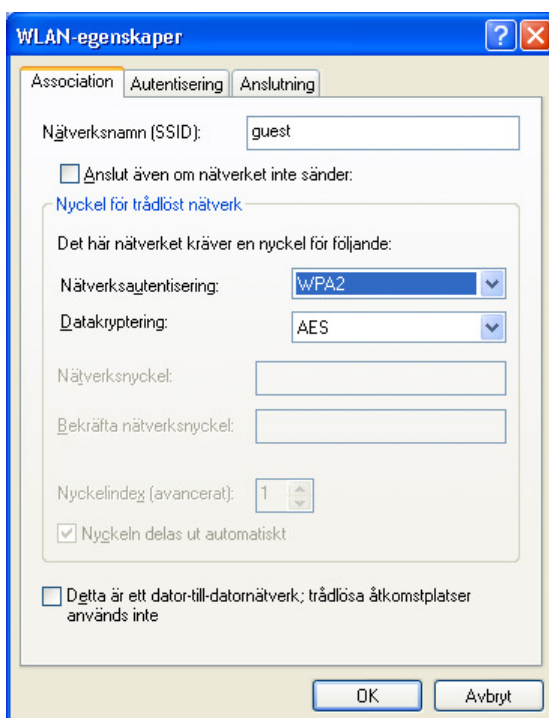 WLAN-egenskaper
Association Autentisering Anslutning
Nätverksnamn (SSID): guest
Anslut även om nätverket inte sänder:
Nyckel för trådlöst nätverk
Det här nätverket kräver en nyckel för följande:
Nätverksautentisering: WPA2
Datakryptering: AES
Nätverksnyckel:
Bekräfta nätverksnyckel:
Nyckelindex (avancerat): 1
Nyckeln delas ut automatiskt
Detta är ett dator-till-datornätverk; trådlösa åtkomstplatser
används inte
OK Avbryt